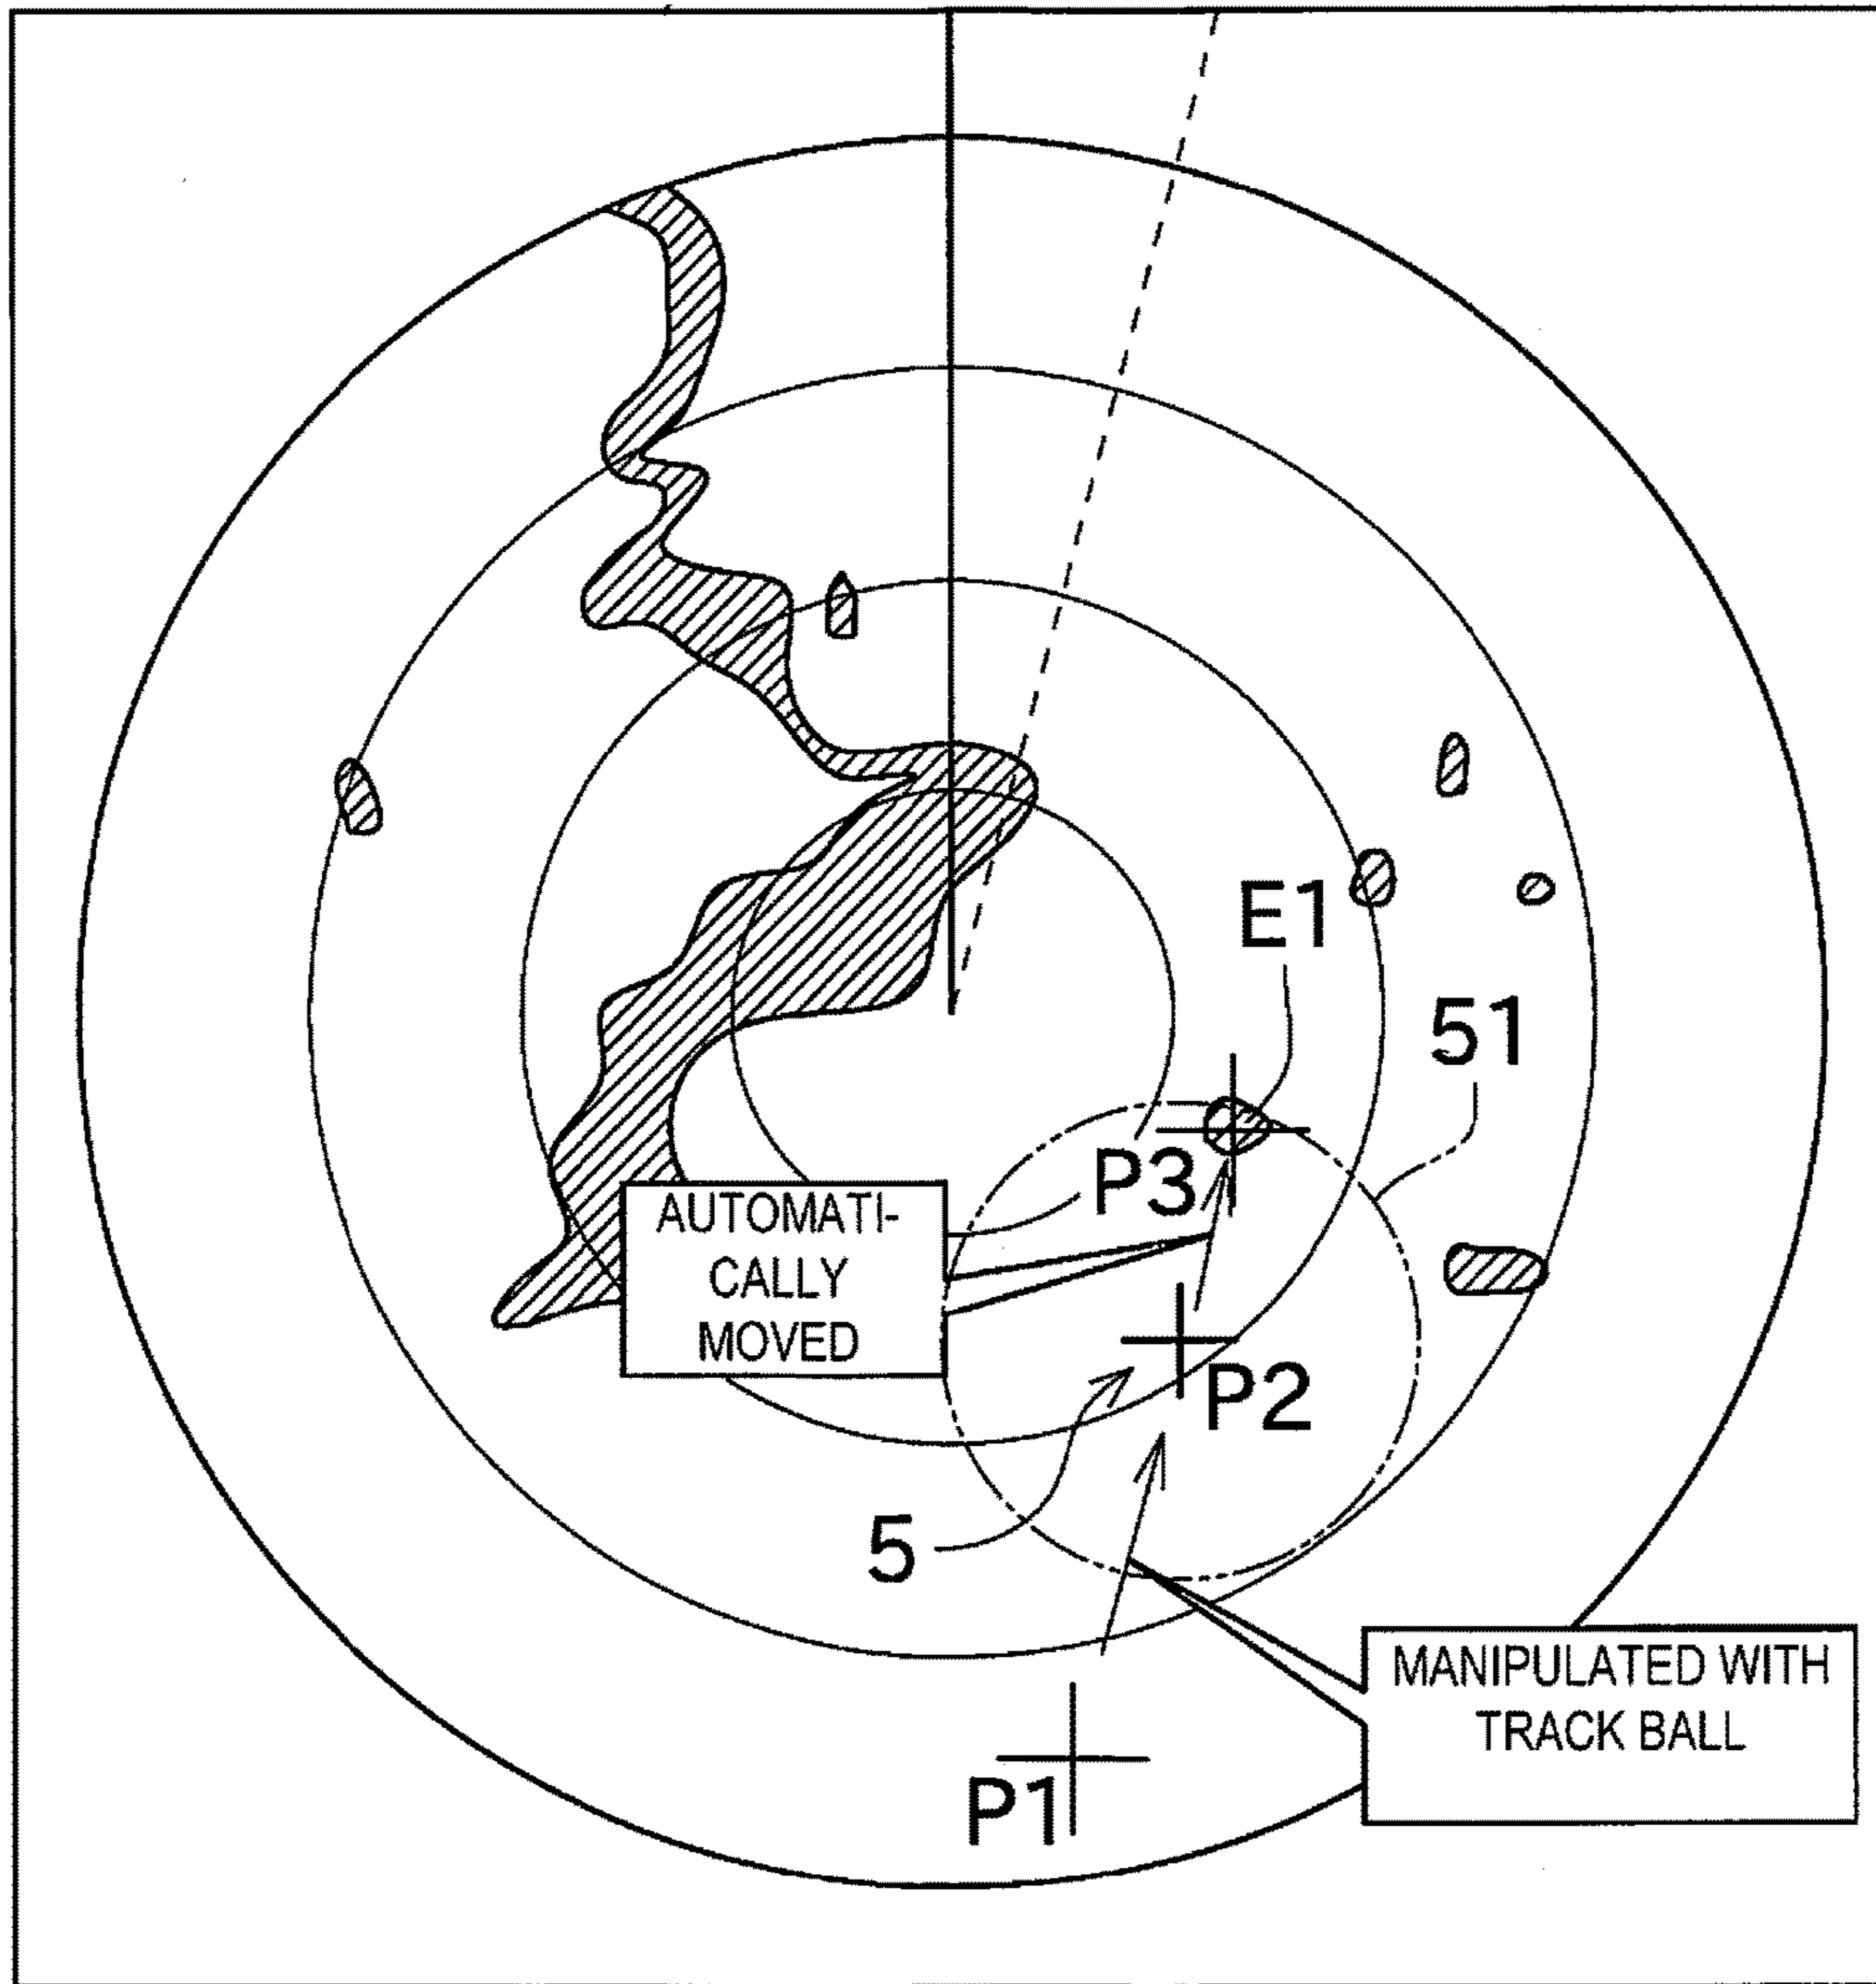 E1
51
P3
AUTOMATI-
CALLY
MOVED
P2
5
MANIPULATED WITH
TRACK BALL
P1